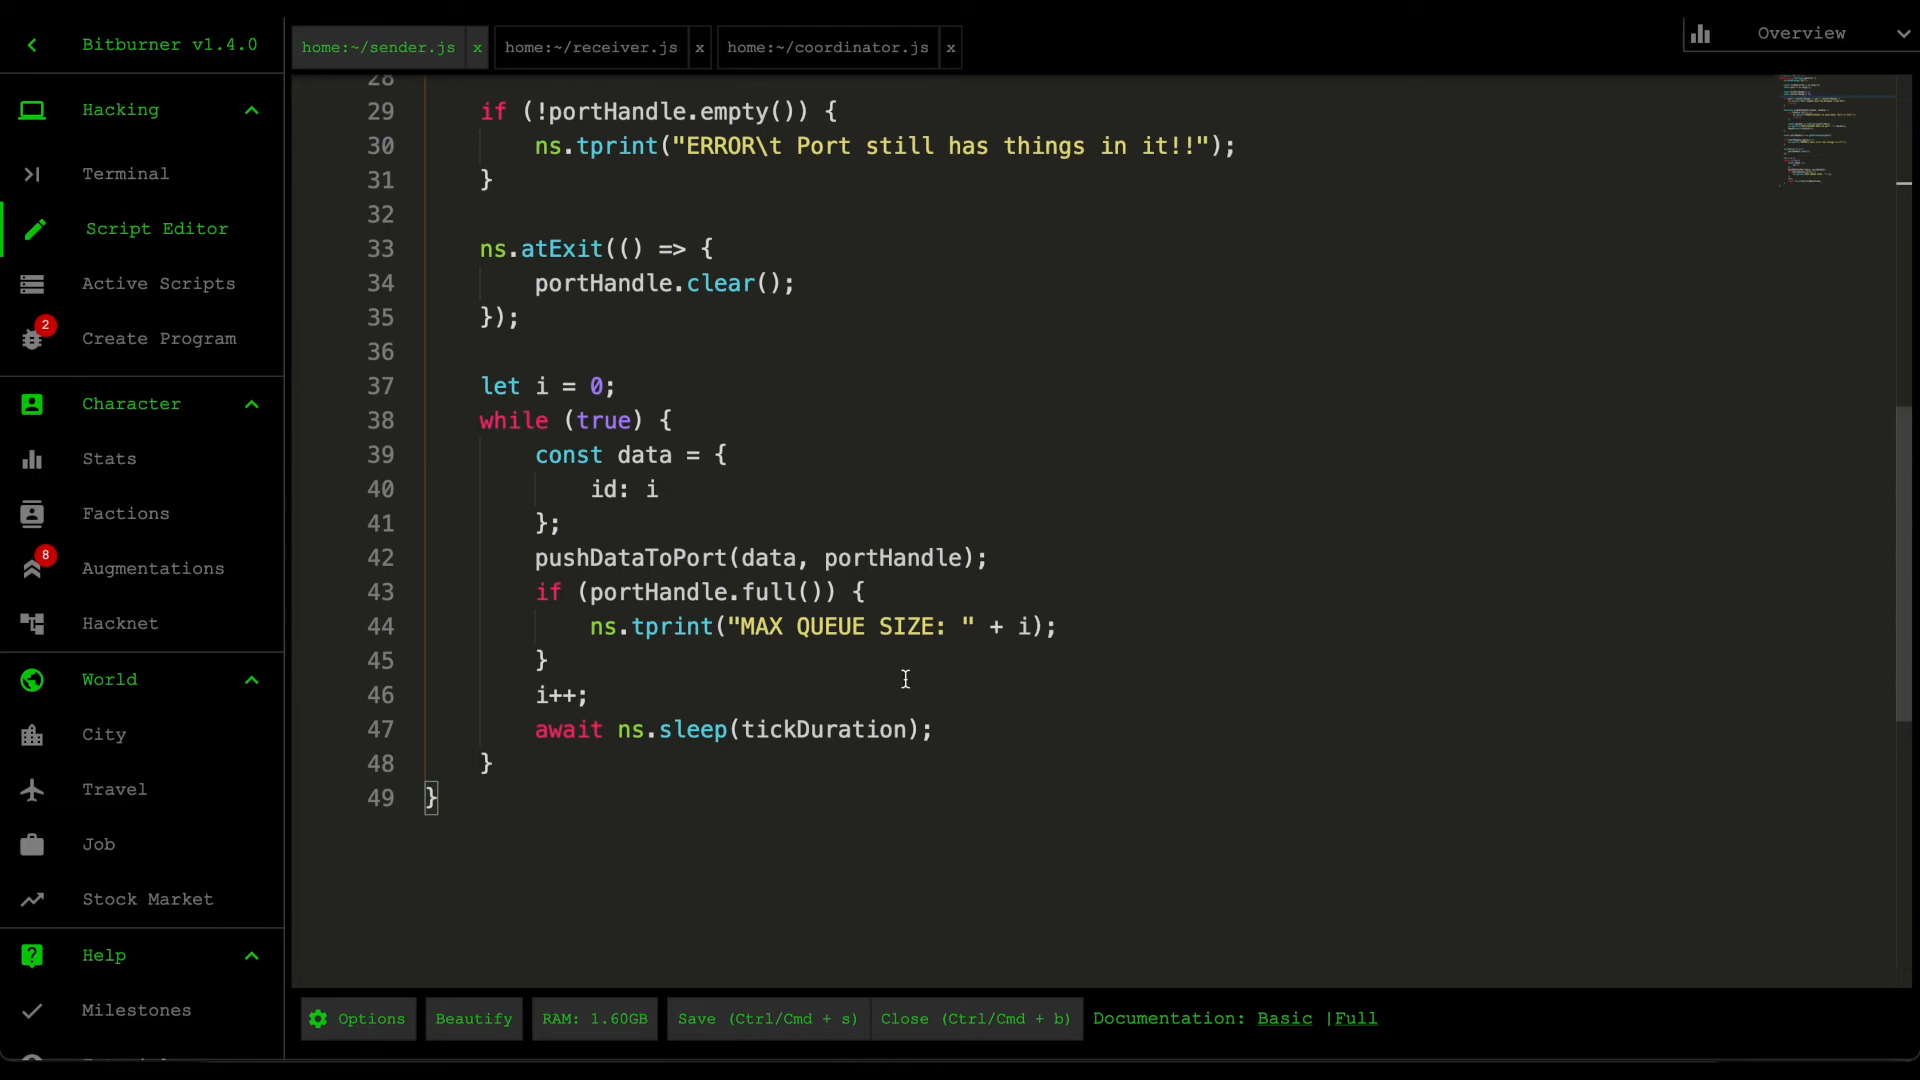 Bitburner v1.4.0
home:~/sender.js x
home:~/receiver.js x
home:~/coordinator.js x
Overview
Hacking
Terminal
Script Editor
Active Scripts
2
Create Program
Character
Stats
Factions
8
Augmentations
Hacknet
World
City
Travel
Job
Stock Market
Help
Milestones
28
29 if (!portHandle.empty()) {
30 ns.tprint("ERROR\t Port still has things in it!!");
31 }
32
33 ns.atExit(() => {
34 portHandle.clear();
35 });
36
37 let i = 0;
38 while (true) {
39 const data = {
40 id: i
41 };
42 pushDataToPort(data, portHandle);
43 if (portHandle.full()) {
44 ns.tprint("MAX QUEUE SIZE: " + i);
45 }
46 i++;
47 await ns.sleep(tickDuration);
48 }
49 }
Options
Beautify
RAM: 1.60GB
Save (Ctrl/Cmd + s)
Close (Ctrl/Cmd + b)
Documentation: Basic |Full